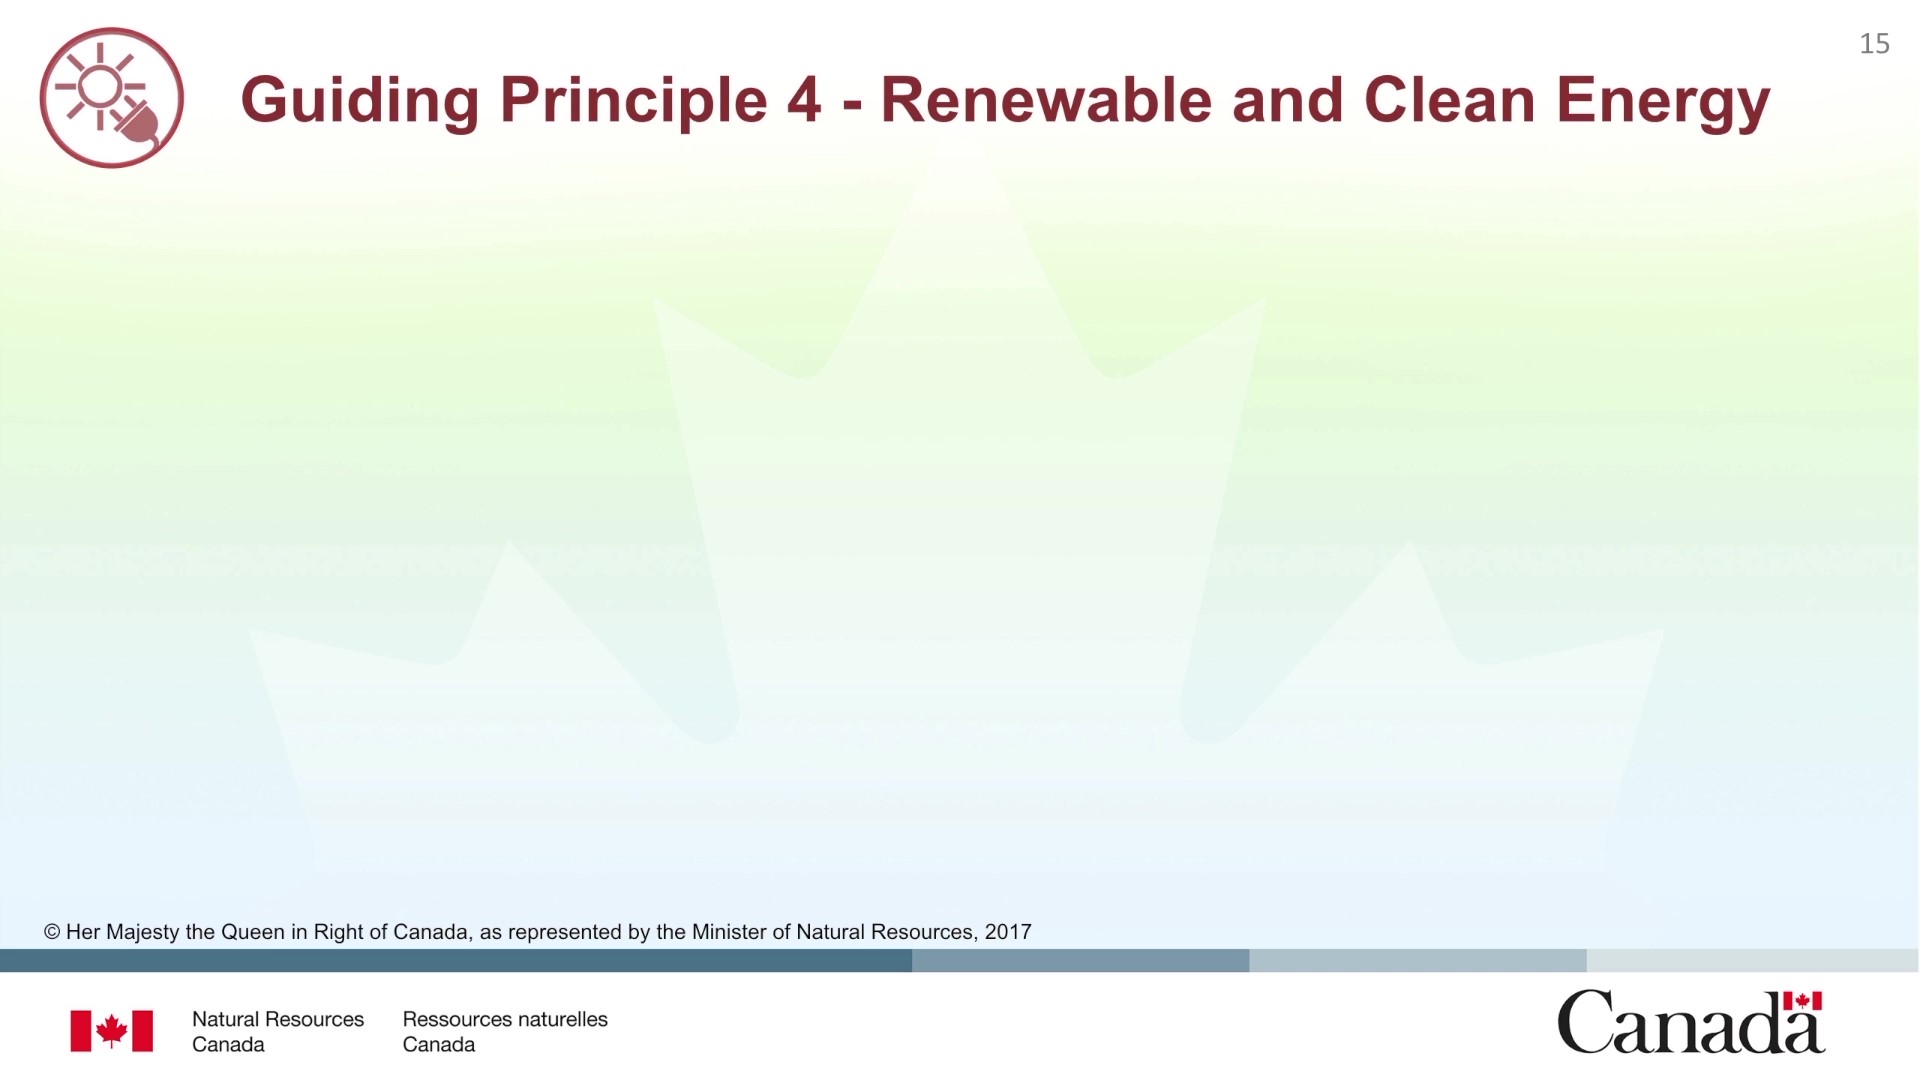 15
Guiding Principle 4 - Renewable and Clean Energy
© Her Majesty the Queen in Right of Canada, as represented by the Minister of Natural Resources, 2017
Natural Resources
Canada
Ressources naturelles
Canada
Canada